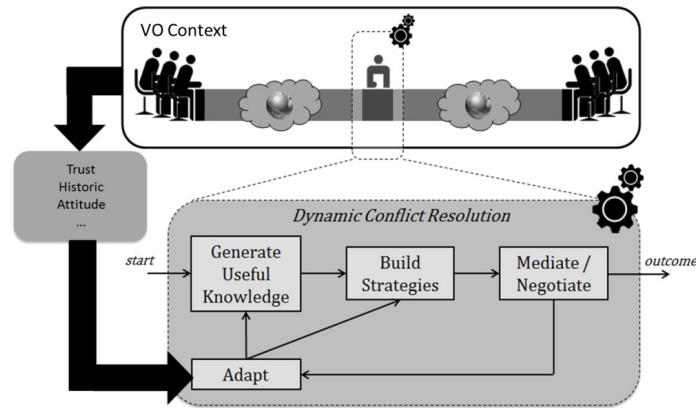 VO Context
Trust
Historic
Attitude
...
Dynamic Conflict Resolution
start
Generate
Useful
Knowledge
Build
Strategies
Mediate /
Negotiate
outcome
Adapt